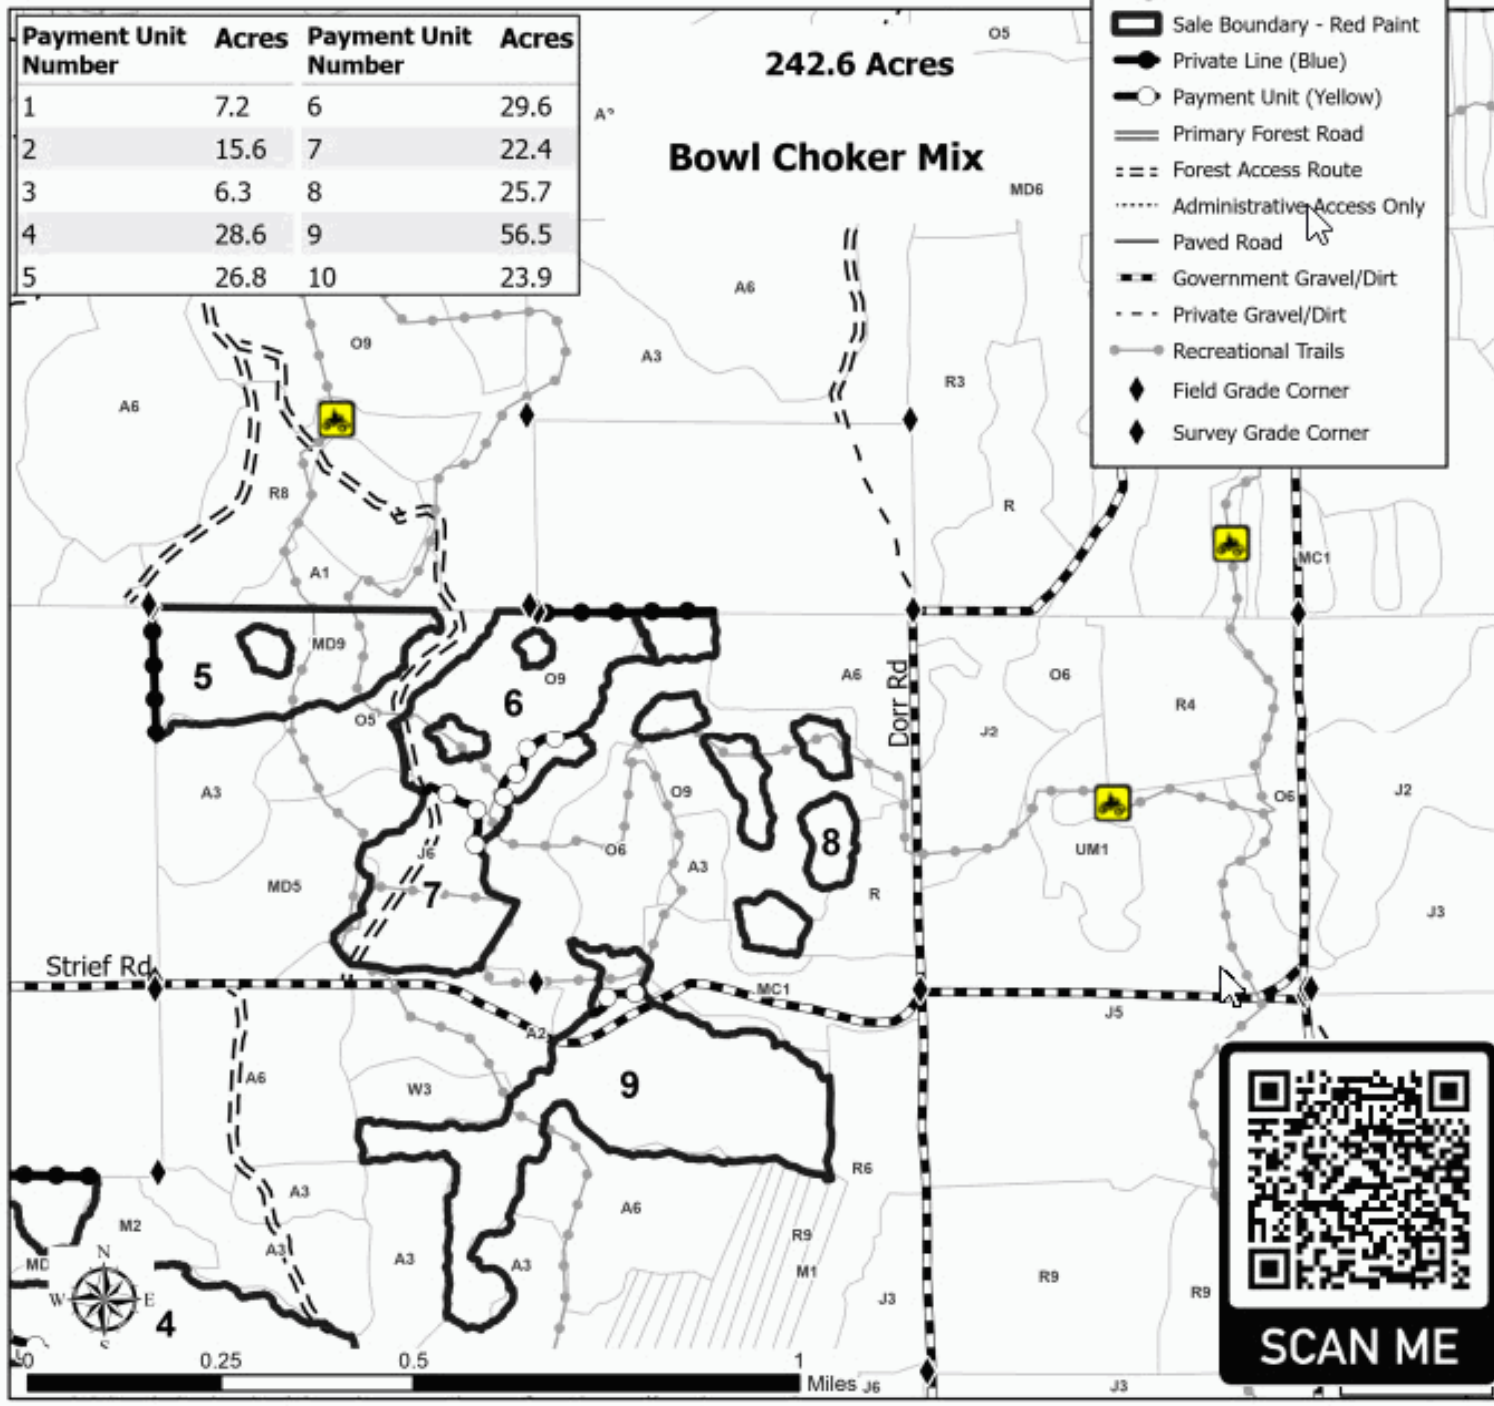 Payment Unit Number Acres Payment Unit Number Acres
1 7.2 6 29.6
2 15.6 7 22.4
3 6.3 8 25.7
4 28.6 9 56.5
5 26.8 10 23.9
242.6 Acres
Bowl Choker Mix
Sale Boundary - Red Paint
Private Line (Blue)
Payment Unit (Yellow)
Primary Forest Road
Forest Access Route
Administrative Access Only
Paved Road
Government Gravel/Dirt
Private Gravel/Dirt
Recreational Trails
Field Grade Corner
Survey Grade Corner
O5
MD6
A6
O9
A3
R3
A6
R8
R
MC1
A1
MD9
5
O9
6
A6
O6
R4
Dorr Rd
O5
J2
A3
O9
O6
J2
J6
O6
A3
8
UM1
MD5
7
R
J3
Strief Rd
MC1
J5
A2
A6
W3
9
R6
A3
A6
M2
R9
A3
A3
A3
MD
M1
R9
R9
J3
N
W E
S
4
0 0.25 0.5 1 Miles
J6
J3
SCAN ME